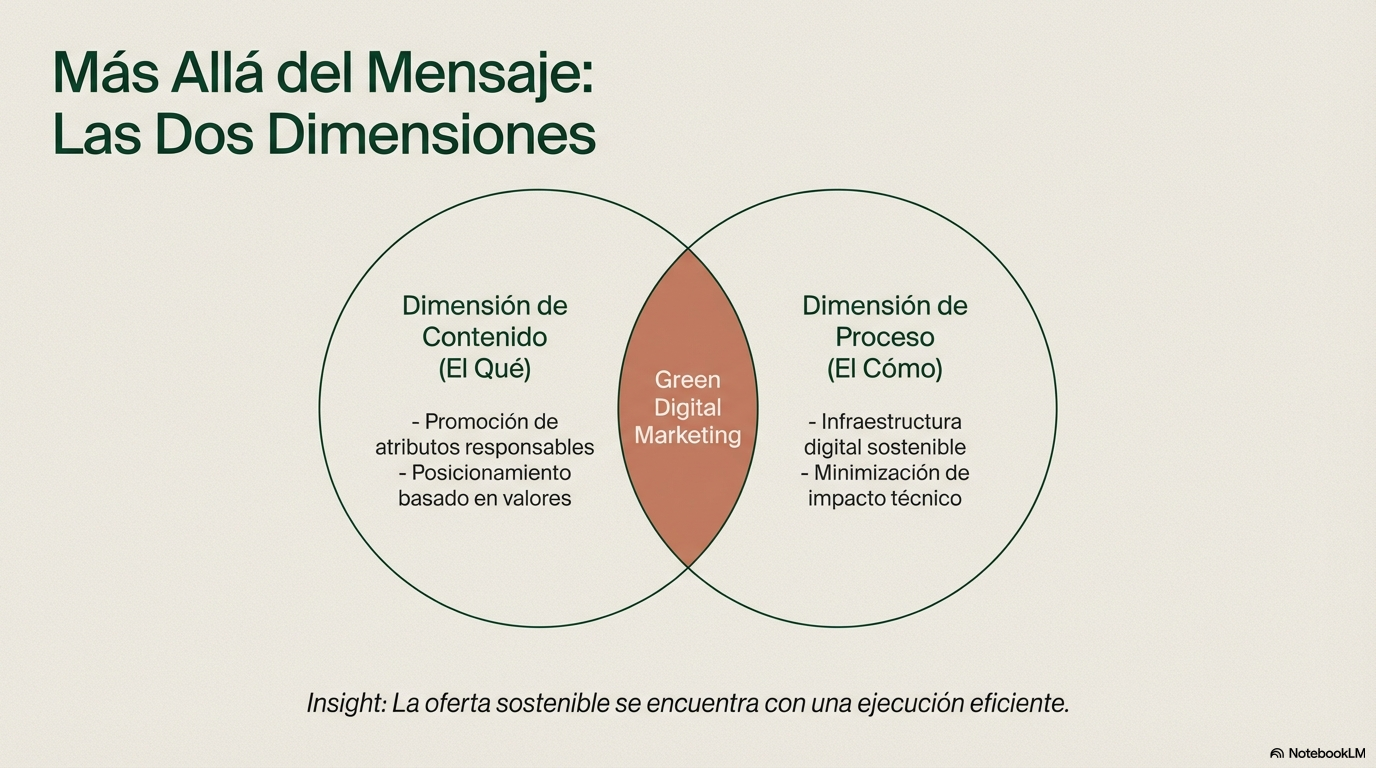 Más Allá del Mensaje:
Las Dos Dimensiones
Dimensión de
Contenido
(El Qué)
- Promoción de
atributos responsables
- Posicionamiento
basado en valores
Green
Digital
Marketing
Dimensión de
Proceso
(El Cómo)
- Infraestructura
digital sostenible
- Minimización de
impacto técnico
Insight: La oferta sostenible se encuentra con una ejecución eficiente.
NotebookLM